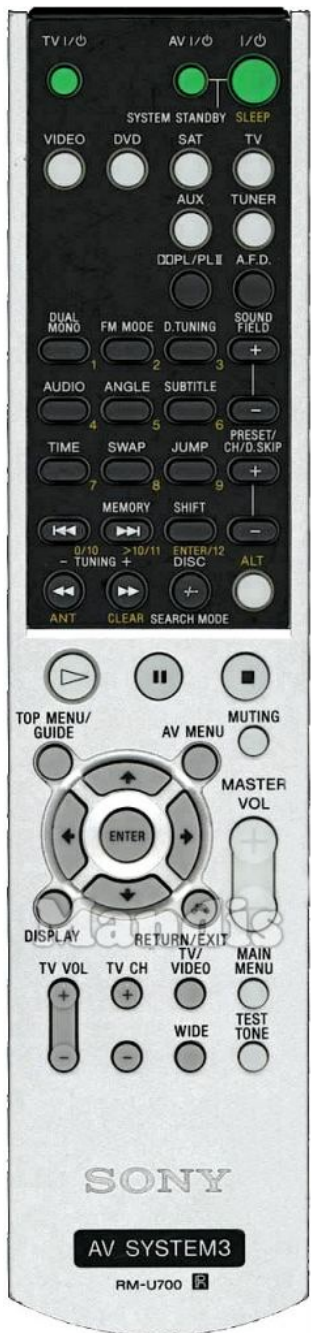 TV I/⏻ AV I/⏻ I/⏻
SYSTEM STANDBY SLEEP
VIDEO DVD SAT TV
AUX TUNER
DDPL/PLⅡ A.F.D.
DUAL MONO FM MODE D.TUNING SOUND FIELD
1 2 3 +
AUDIO ANGLE SUBTITLE
4 5 6 −
TIME SWAP JUMP PRESET/CH/D.SKIP
7 8 9 +
MEMORY SHIFT
0/10 >10/11 ENTER/12 −
− TUNING + DISC ALT
-/--
ANT CLEAR SEARCH MODE
TOP MENU/GUIDE AV MENU MUTING
MASTER VOL
ENTER
+
−
DISPLAY RETURN/EXIT
Mandis
TV VOL TV CH TV/VIDEO MAIN MENU
+ +
WIDE TEST TONE
− −
SONY
AV SYSTEM3
RM-U700 R